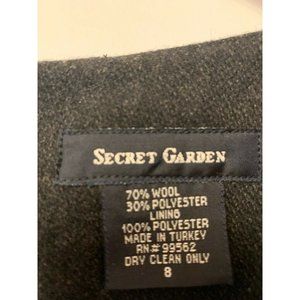 SECRET GARDEN
70% WOOL
30% POLYESTER
LINING
100% POLYESTER
MADE IN TURKEY
RN# 99562
DRY CLEAN ONLY
8